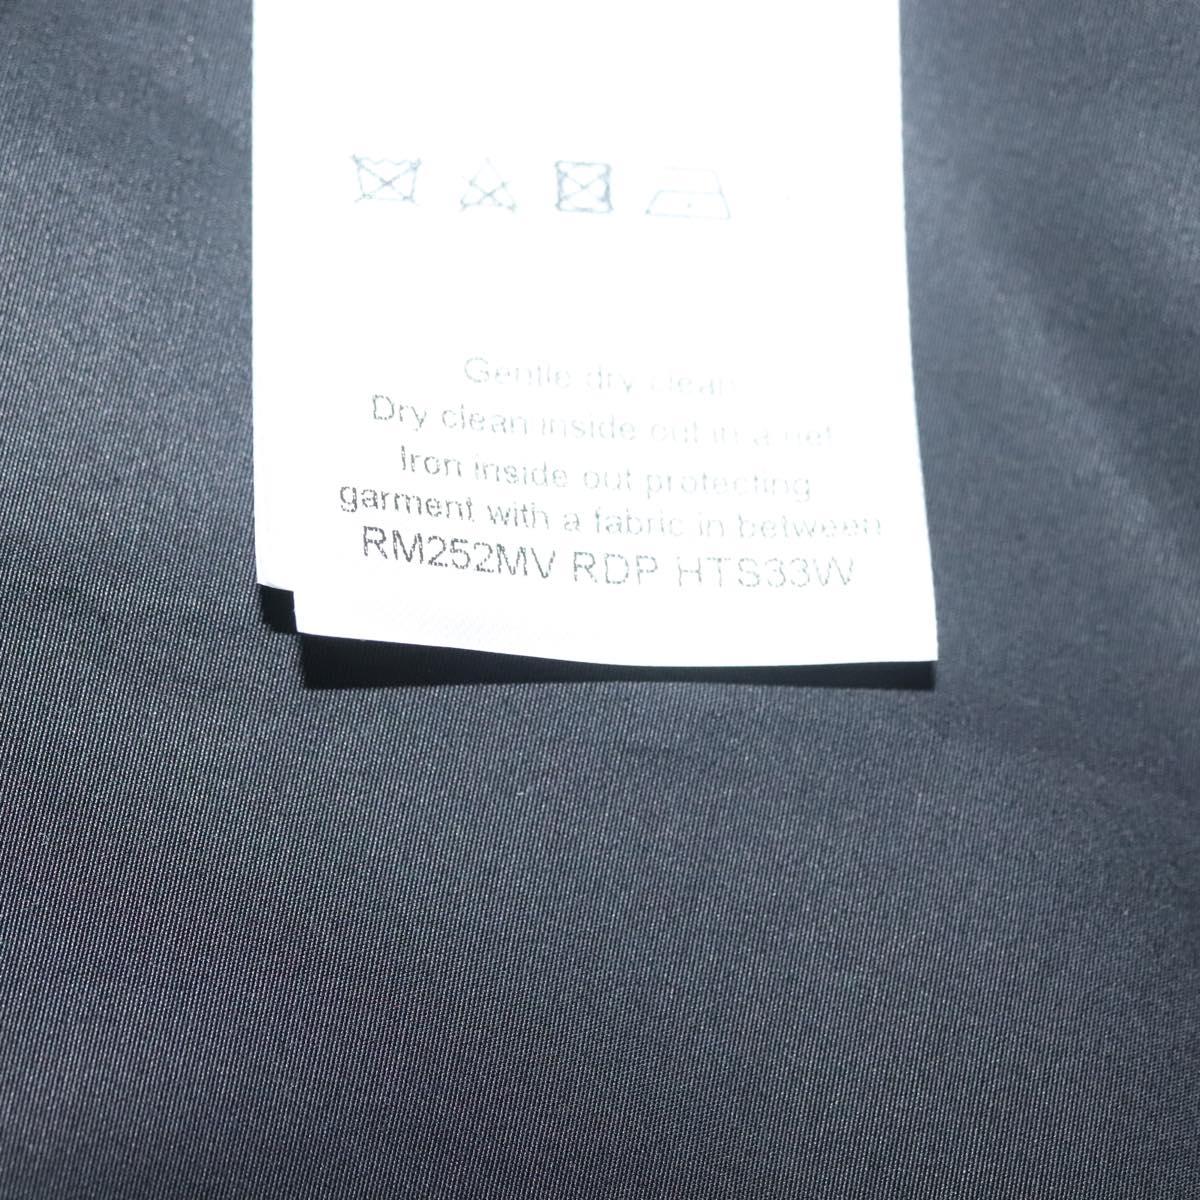 Gentle dry clean
Dry clean inside out in a net
Iron inside out protecting
garment with a fabric in between
RM252MV RDP HTS33W